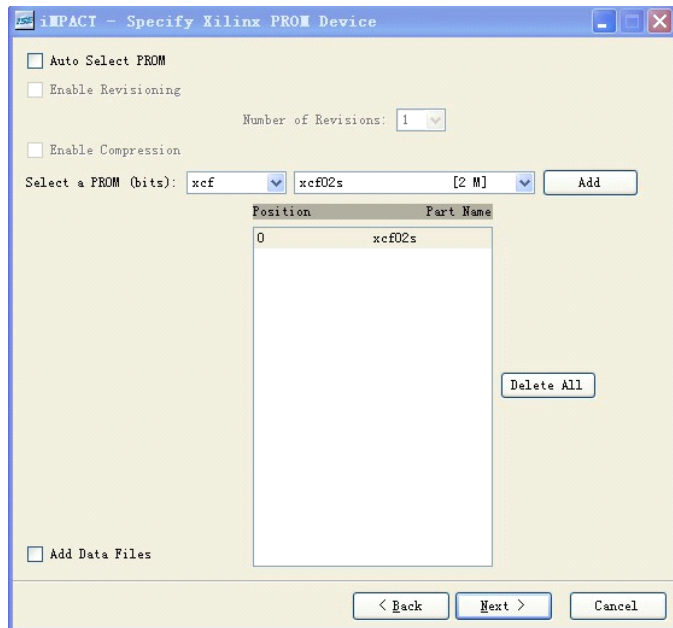 ISE iMPACT - Specify Xilinx PROM Device
Auto Select PROM
Enable Revisioning
Number of Revisions: 1
Enable Compression
Select a PROM (bits): xcf xcf02s [2 M] Add
Position Part Name
0 xcf02s
Delete All
Add Data Files
< Back Next > Cancel